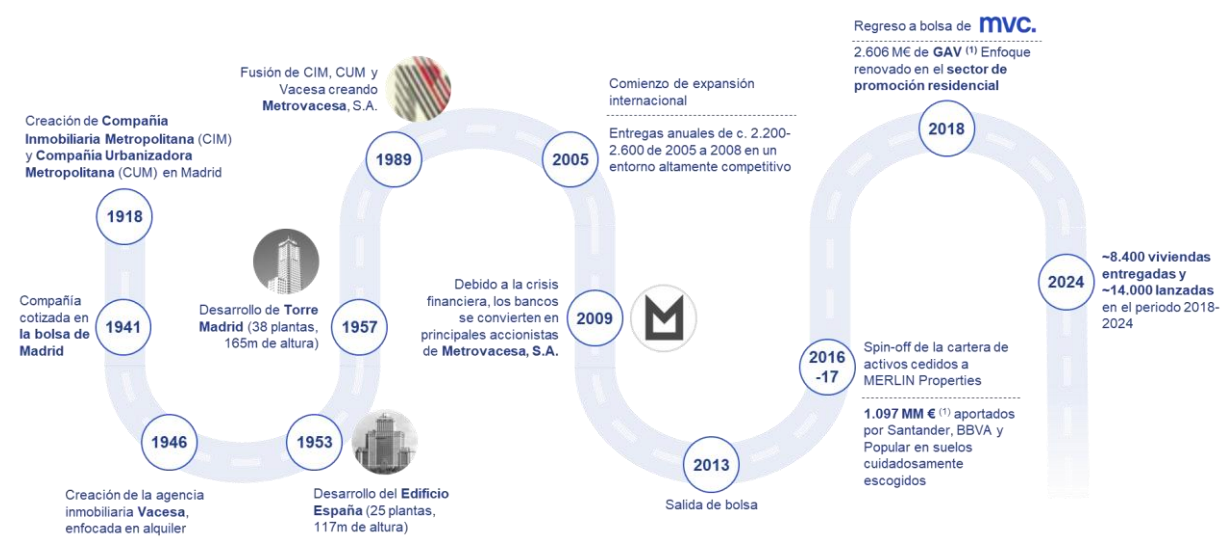 Creación de Compañía
Inmobiliaria Metropolitana (CIM)
y Compañía Urbanizadora
Metropolitana (CUM) en Madrid
1918
Compañía
cotizada en
la bolsa de
Madrid
1941
1946
Creación de la agencia
inmobiliaria Vacesa,
enfocada en alquiler
1953
Desarrollo del Edificio
España (25 plantas,
117m de altura)
Desarrollo de Torre
Madrid (38 plantas,
165m de altura)
1957
Fusión de CIM, CUM y
Vacesa creando
Metrovacesa, S.A.
1989
2005
Comienzo de expansión
internacional
Entregas anuales de c. 2.200-
2.600 de 2005 a 2008 en un
entorno altamente competitivo
Debido a la crisis
financiera, los bancos
se convierten en
principales accionistas
de Metrovacesa, S.A.
2009
2013
Salida de bolsa
2016
-17
Spin-off de la cartera de
activos cedidos a
MERLIN Properties
1.097 MM € (1) aportados
por Santander, BBVA y
Popular en suelos
cuidadosamente
escogidos
Regreso a bolsa de mvc.
2.606 M€ de GAV (1) Enfoque
renovado en el sector de
promoción residencial
2018
2024
~8.400 viviendas
entregadas y
~14.000 lanzadas
en el periodo 2018-
2024